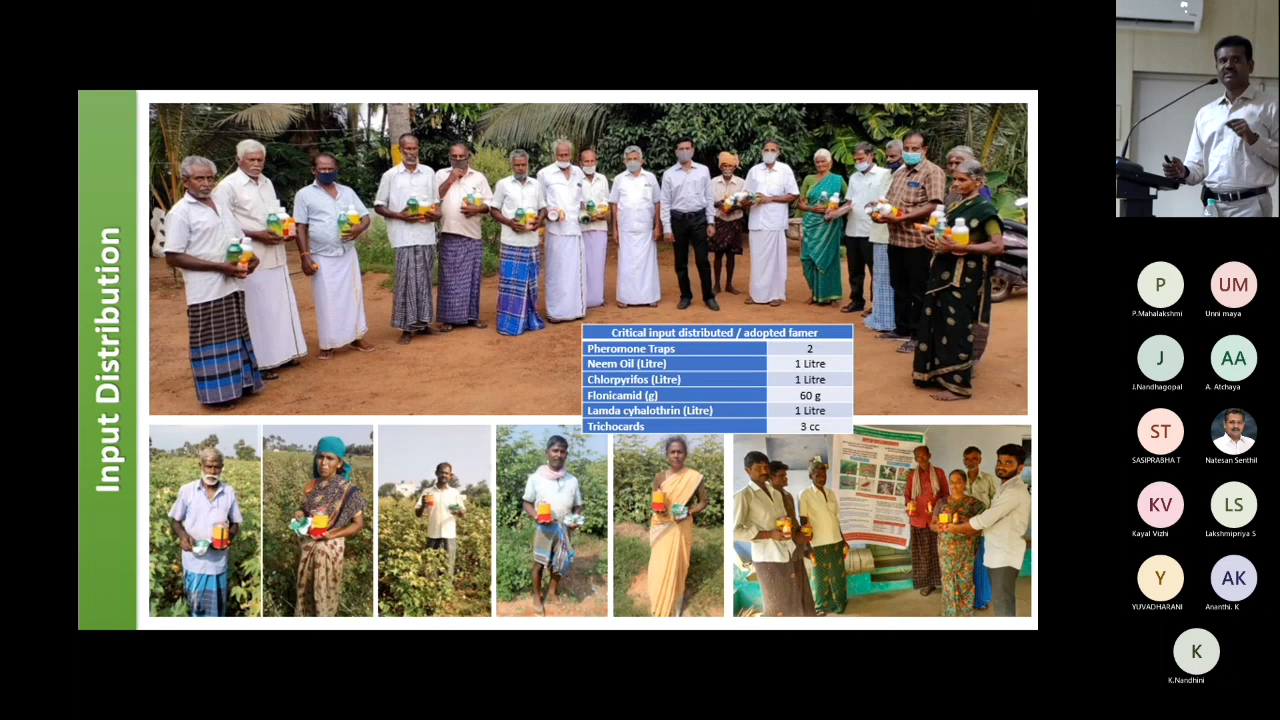 Input Distribution
Critical input distributed / adopted famer
Pheromone Traps 2
Neem Oil (Litre) 1 Litre
Chlorpyrifos (Litre) 1 Litre
Flonicamid (g) 60 g
Lamda cyhalothrin (Litre) 1 Litre
Trichocards 3 cc
P UM
P.Mahalakshmi Unni maya
J AA
J.Nandhagopal A. Atchaya
ST
SASIPRABHA T Natesan Senthil
KV LS
Kayal Vizhi Lakshmipriya S
Y AK
YUVADHARANI Ananthi. K
K
K.Nandhini